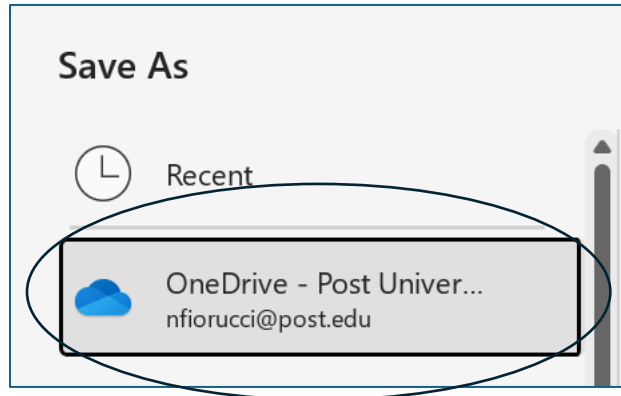 Save As
Recent
OneDrive - Post Univer...
nfiorucci@post.edu